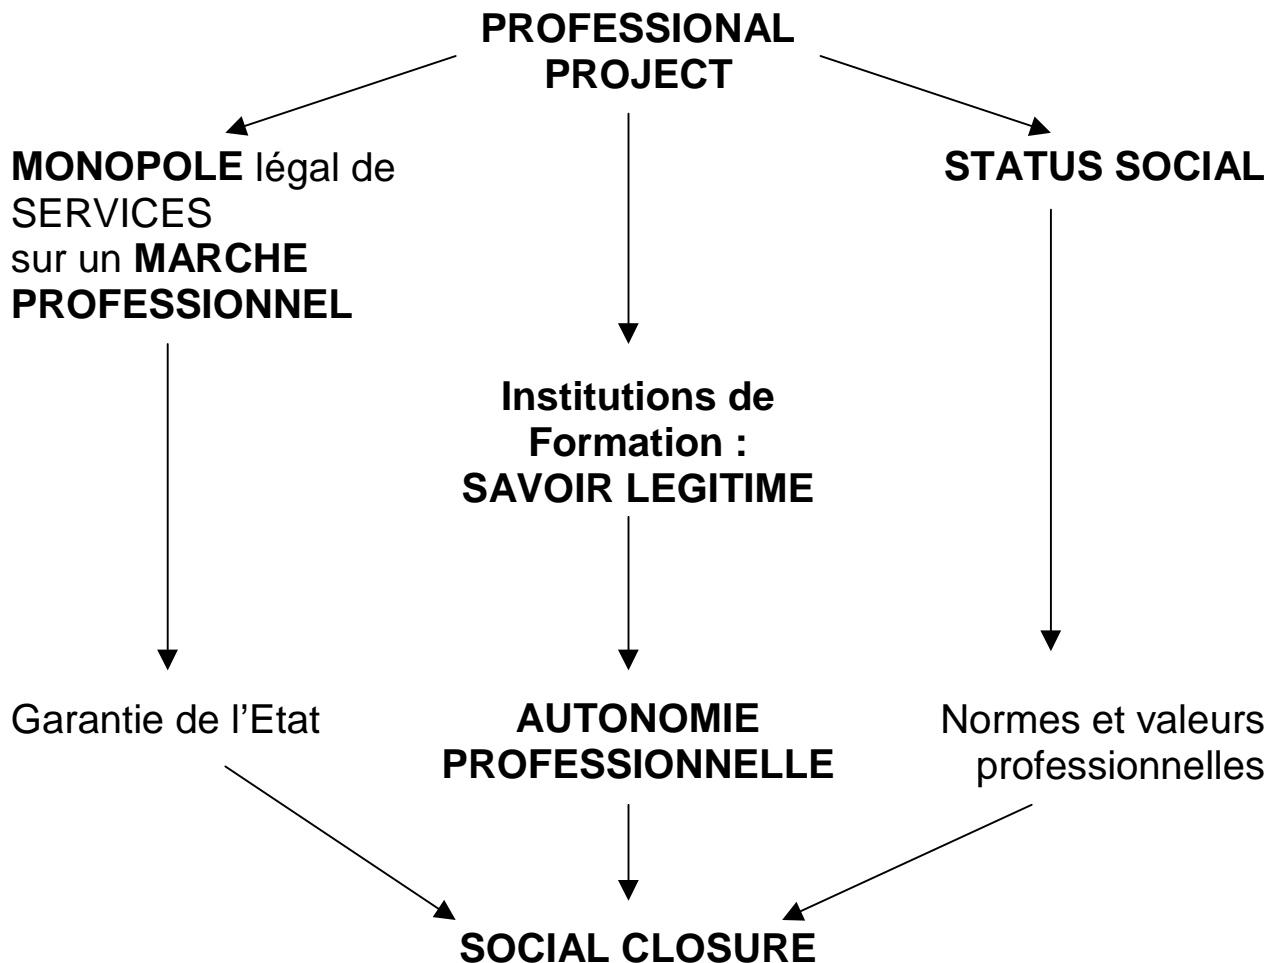 PROFESSIONAL
PROJECT
MONOPOLE légal de
SERVICES
sur un MARCHE
PROFESSIONNEL
STATUS SOCIAL
Institutions de
Formation :
SAVOIR LEGITIME
Garantie de l’Etat
AUTONOMIE
PROFESSIONNELLE
Normes et valeurs
professionnelles
SOCIAL CLOSURE